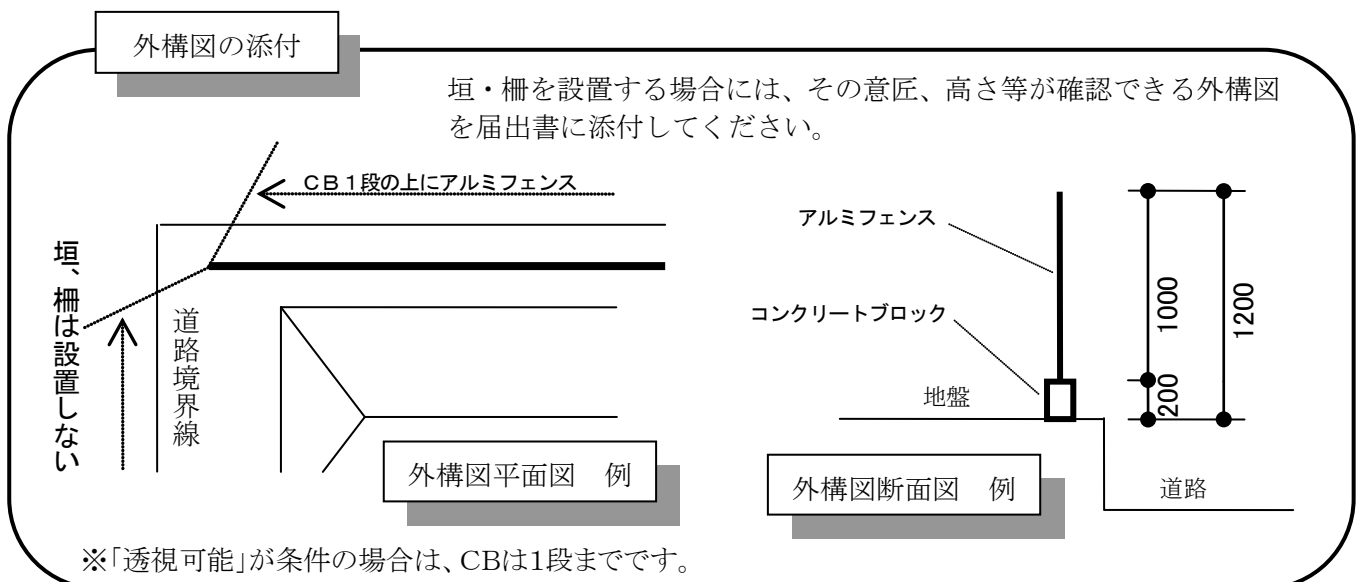 外構図の添付
垣・柵を設置する場合には、その意匠、高さ等が確認できる外構図
を届出書に添付してください。
CB1段の上にアルミフェンス
垣、柵は設置しない
道路境界線
外構図平面図　例
アルミフェンス
コンクリートブロック
地盤
1000
200
1200
道路
外構図断面図　例
※「透視可能」が条件の場合は、CBは1段までです。